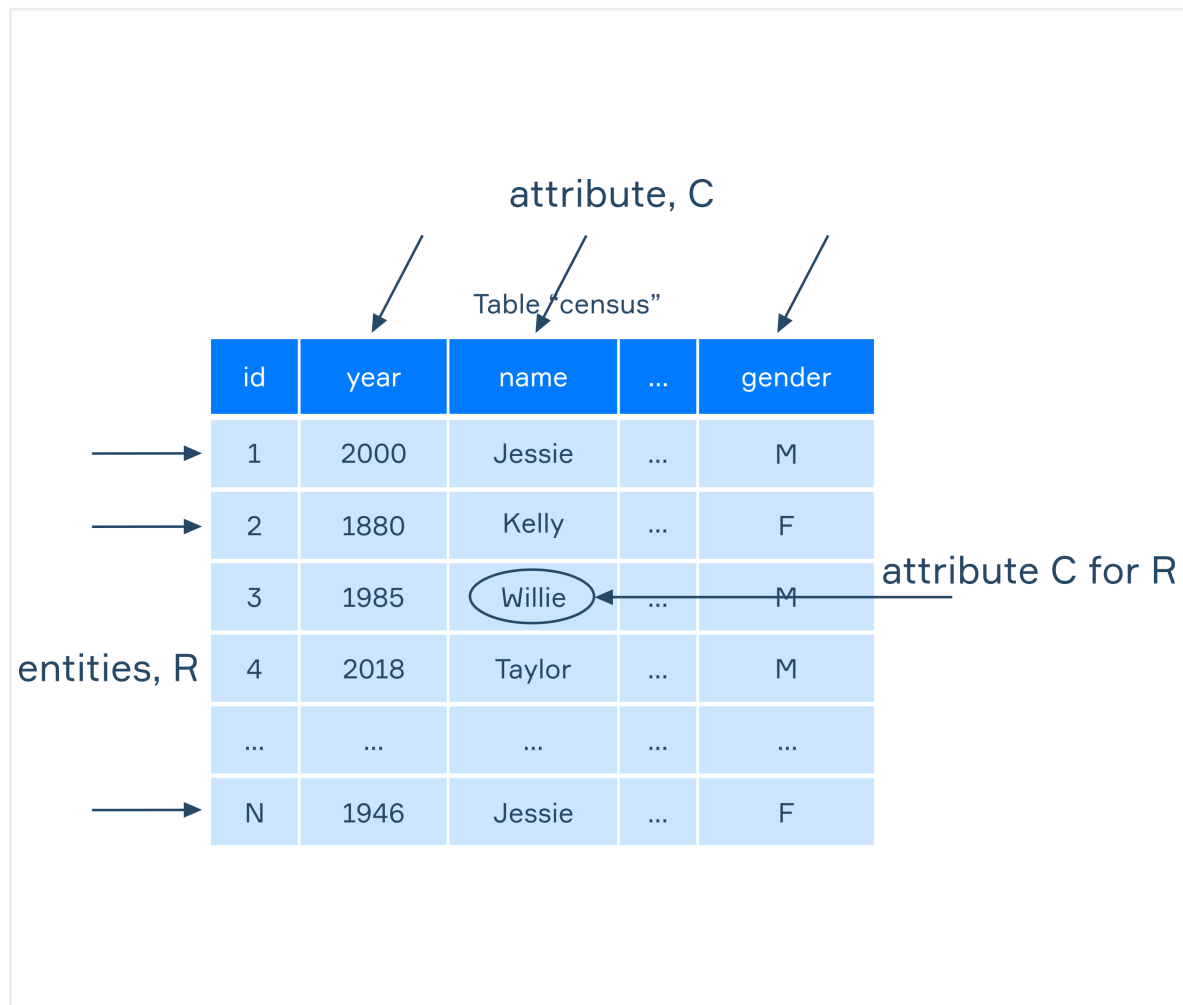 attribute, C
Table “census”
id year name ... gender
1 2000 Jessie ... M
2 1880 Kelly ... F
attribute C for R
3 1985 Willie ... M
entities, R
4 2018 Taylor ... M
... ... ... ... ...
N 1946 Jessie ... F